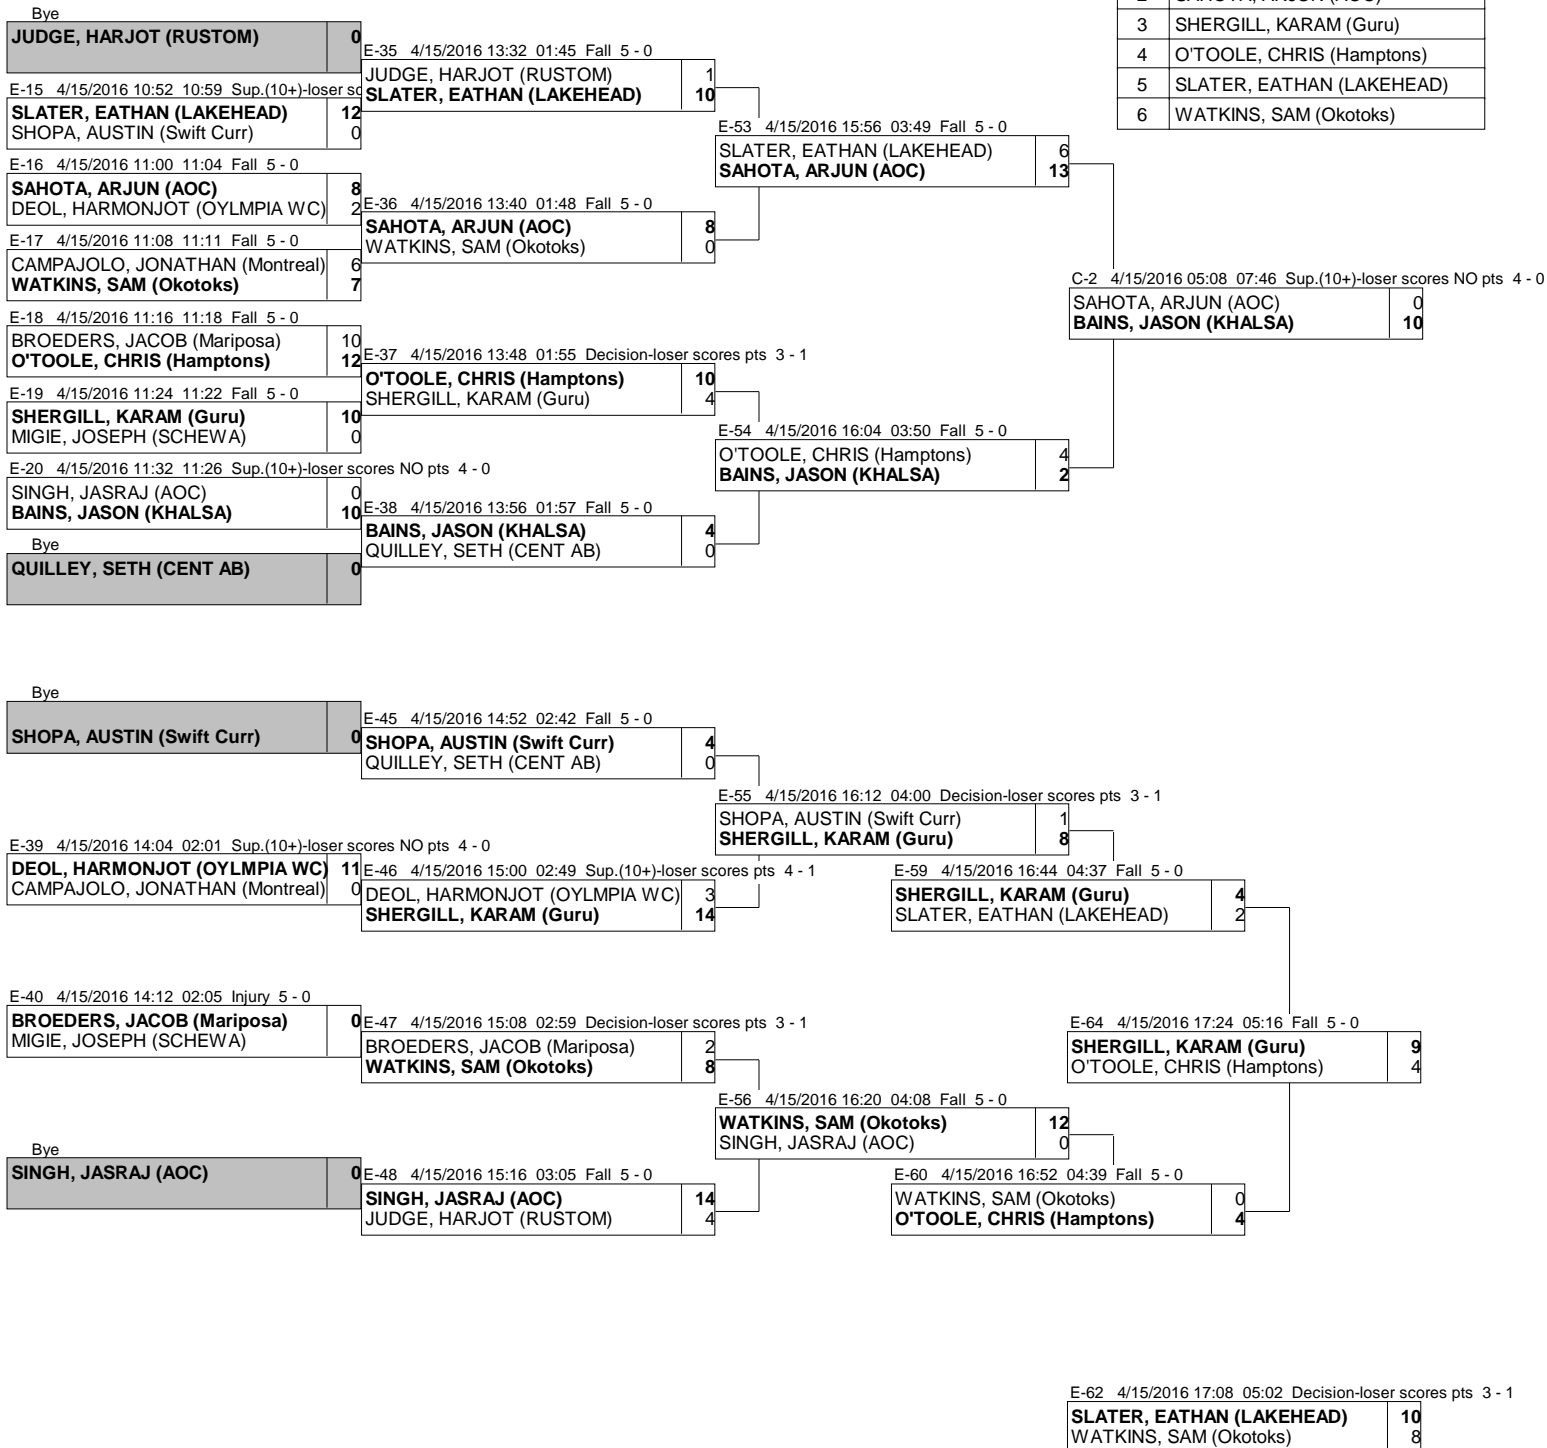 2 SAHOTA, ARJUN (AOC)
3 SHERGILL, KARAM (Guru)
4 O'TOOLE, CHRIS (Hamptons)
5 SLATER, EATHAN (LAKEHEAD)
6 WATKINS, SAM (Okotoks)
Bye
JUDGE, HARJOT (RUSTOM) 0
E-15 4/15/2016 10:52 10:59 Sup.(10+)-loser sc
SLATER, EATHAN (LAKEHEAD) 12
SHOPA, AUSTIN (Swift Curr) 0
E-16 4/15/2016 11:00 11:04 Fall 5 - 0
SAHOTA, ARJUN (AOC) 8
DEOL, HARMONJOT (OYLMPIA WC) 2
E-17 4/15/2016 11:08 11:11 Fall 5 - 0
CAMPAJOLO, JONATHAN (Montreal) 6
WATKINS, SAM (Okotoks) 7
E-18 4/15/2016 11:16 11:18 Fall 5 - 0
BROEDERS, JACOB (Mariposa) 10
O'TOOLE, CHRIS (Hamptons) 12
E-19 4/15/2016 11:24 11:22 Fall 5 - 0
SHERGILL, KARAM (Guru) 10
MIGIE, JOSEPH (SCHEWA) 0
E-20 4/15/2016 11:32 11:26 Sup.(10+)-loser scores NO pts 4 - 0
SINGH, JASRAJ (AOC) 0
BAINS, JASON (KHALSA) 10
Bye
QUILLEY, SETH (CENT AB) 0
E-35 4/15/2016 13:32 01:45 Fall 5 - 0
JUDGE, HARJOT (RUSTOM) 1
SLATER, EATHAN (LAKEHEAD) 10
E-36 4/15/2016 13:40 01:48 Fall 5 - 0
SAHOTA, ARJUN (AOC) 8
WATKINS, SAM (Okotoks) 0
E-37 4/15/2016 13:48 01:55 Decision-loser scores pts 3 - 1
O'TOOLE, CHRIS (Hamptons) 10
SHERGILL, KARAM (Guru) 4
E-38 4/15/2016 13:56 01:57 Fall 5 - 0
BAINS, JASON (KHALSA) 4
QUILLEY, SETH (CENT AB) 0
E-53 4/15/2016 15:56 03:49 Fall 5 - 0
SLATER, EATHAN (LAKEHEAD) 6
SAHOTA, ARJUN (AOC) 13
E-54 4/15/2016 16:04 03:50 Fall 5 - 0
O'TOOLE, CHRIS (Hamptons) 4
BAINS, JASON (KHALSA) 2
C-2 4/15/2016 05:08 07:46 Sup.(10+)-loser scores NO pts 4 - 0
SAHOTA, ARJUN (AOC) 0
BAINS, JASON (KHALSA) 10
Bye
SHOPA, AUSTIN (Swift Curr) 0
E-39 4/15/2016 14:04 02:01 Sup.(10+)-loser scores NO pts 4 - 0
DEOL, HARMONJOT (OYLMPIA WC) 11
CAMPAJOLO, JONATHAN (Montreal) 0
E-40 4/15/2016 14:12 02:05 Injury 5 - 0
BROEDERS, JACOB (Mariposa) 0
MIGIE, JOSEPH (SCHEWA)
Bye
SINGH, JASRAJ (AOC) 0
E-45 4/15/2016 14:52 02:42 Fall 5 - 0
SHOPA, AUSTIN (Swift Curr) 4
QUILLEY, SETH (CENT AB) 0
E-46 4/15/2016 15:00 02:49 Sup.(10+)-loser scores pts 4 - 1
DEOL, HARMONJOT (OYLMPIA WC) 3
SHERGILL, KARAM (Guru) 14
E-47 4/15/2016 15:08 02:59 Decision-loser scores pts 3 - 1
BROEDERS, JACOB (Mariposa) 2
WATKINS, SAM (Okotoks) 8
E-48 4/15/2016 15:16 03:05 Fall 5 - 0
SINGH, JASRAJ (AOC) 14
JUDGE, HARJOT (RUSTOM) 4
E-55 4/15/2016 16:12 04:00 Decision-loser scores pts 3 - 1
SHOPA, AUSTIN (Swift Curr) 1
SHERGILL, KARAM (Guru) 8
E-56 4/15/2016 16:20 04:08 Fall 5 - 0
WATKINS, SAM (Okotoks) 12
SINGH, JASRAJ (AOC) 0
E-59 4/15/2016 16:44 04:37 Fall 5 - 0
SHERGILL, KARAM (Guru) 4
SLATER, EATHAN (LAKEHEAD) 2
E-60 4/15/2016 16:52 04:39 Fall 5 - 0
WATKINS, SAM (Okotoks) 0
O'TOOLE, CHRIS (Hamptons) 4
E-64 4/15/2016 17:24 05:16 Fall 5 - 0
SHERGILL, KARAM (Guru) 9
O'TOOLE, CHRIS (Hamptons) 4
E-62 4/15/2016 17:08 05:02 Decision-loser scores pts 3 - 1
SLATER, EATHAN (LAKEHEAD) 10
WATKINS, SAM (Okotoks) 8